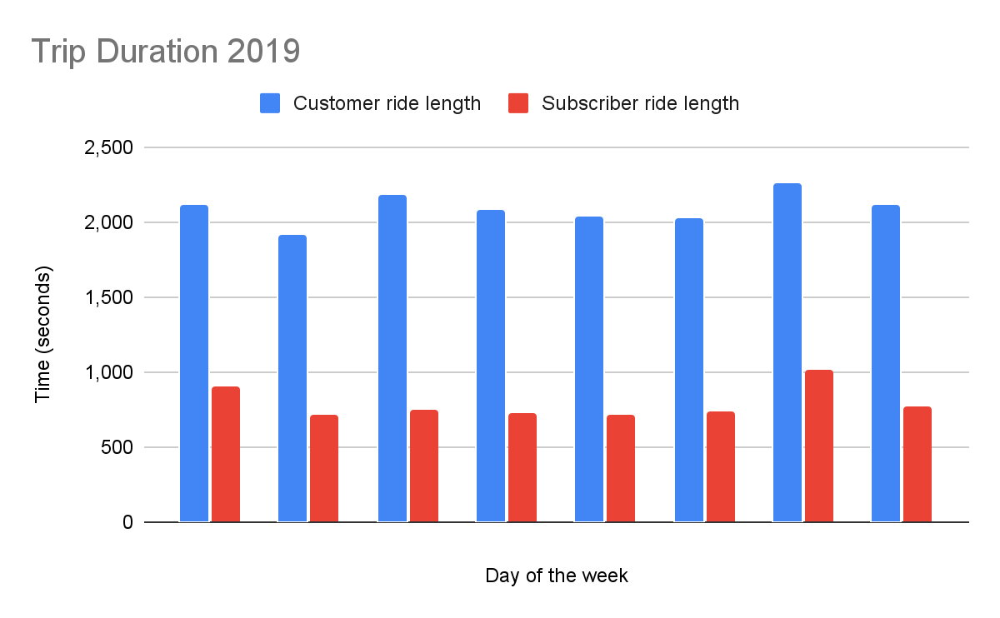 Trip Duration 2019
Customer ride length
Subscriber ride length
2,500
2,000
1,500
1,000
500
0
Time (seconds)
Day of the week